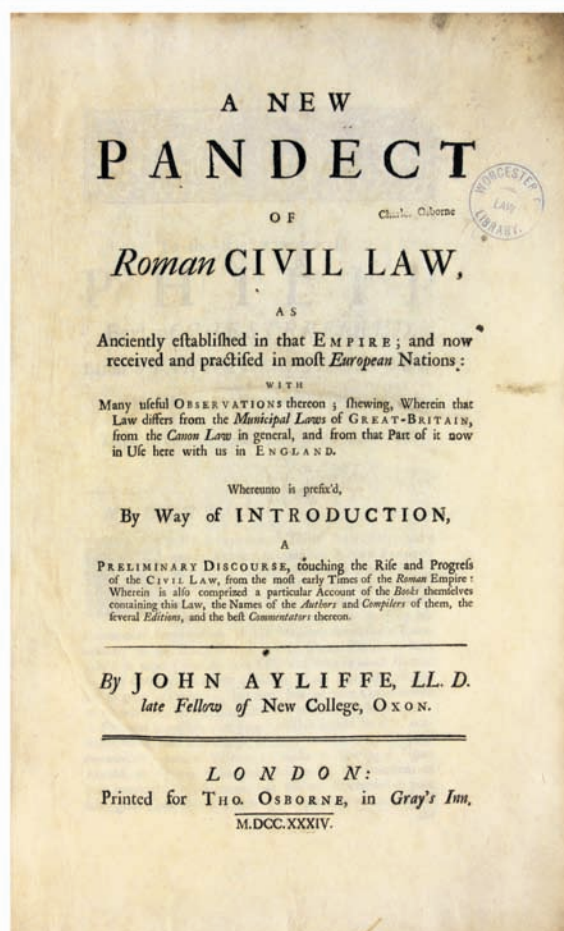 A NEW
PANDECT
OF
Charles Osborne
WORCESTER
LAW
LIBRARY.
Roman CIVIL LAW,
AS
Anciently eſtabliſhed in that EMPIRE; and now
received and practiſed in moſt European Nations:
WITH
Many uſeful OBSERVATIONS thereon; ſhewing, Wherein that
Law differs from the Municipal Laws of GREAT-BRITAIN,
from the Canon Law in general, and from that Part of it now
in Uſe here with us in ENGLAND.
Whereunto is prefix'd,
By Way of INTRODUCTION,
A
PRELIMINARY DISCOURSE, touching the Riſe and Progreſs
of the CIVIL LAW, from the moſt early Times of the Roman Empire:
Wherein is alſo comprized a particular Account of the Books themſelves
containing this Law, the Names of the Authors and Compilers of them, the
ſeveral Editions, and the beſt Commentators thereon.
By JOHN AYLIFFE, LL. D.
late Fellow of New College, OXON.
LONDON:
Printed for THO. OSBORNE, in Gray's Inn.
M.DCC.XXXIV.